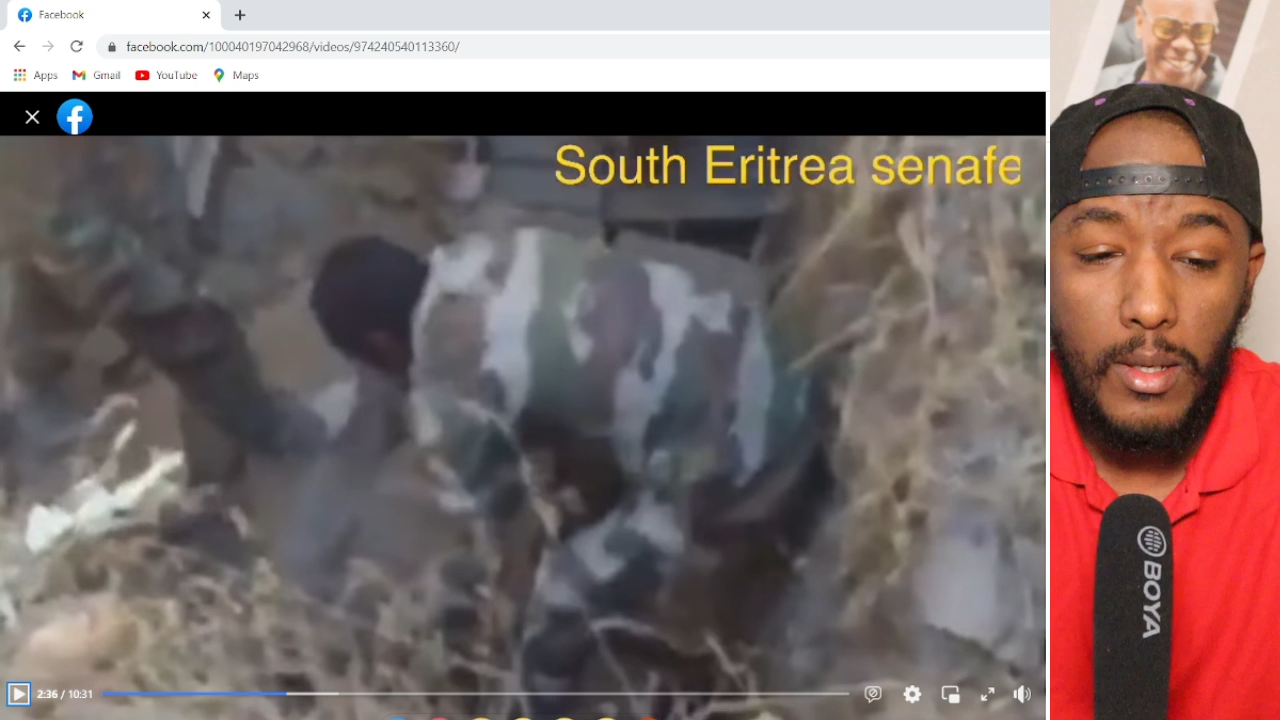 Facebook
facebook.com/100040197042968/videos/974240540113360/
Apps Gmail YouTube Maps
South Eritrea senafe
2:36 / 10:31
BOYA